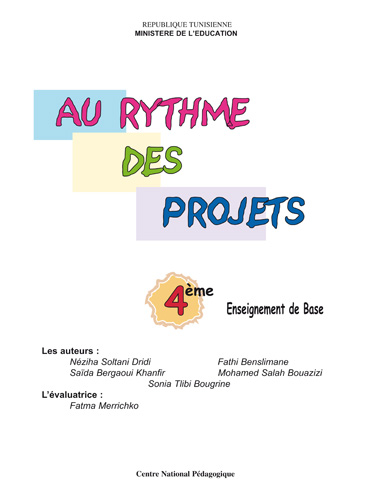 REPUBLIQUE TUNISIENNE
MINISTERE DE L'EDUCATION
AU RYTHME
DES
PROJETS
4ème
Enseignement de Base
Les auteurs :
Néziha Soltani Dridi Fathi Benslimane
Saïda Bergaoui Khanfir Mohamed Salah Bouazizi
Sonia Tlibi Bougrine
L'évaluatrice :
Fatma Merrichko
Centre National Pédagogique